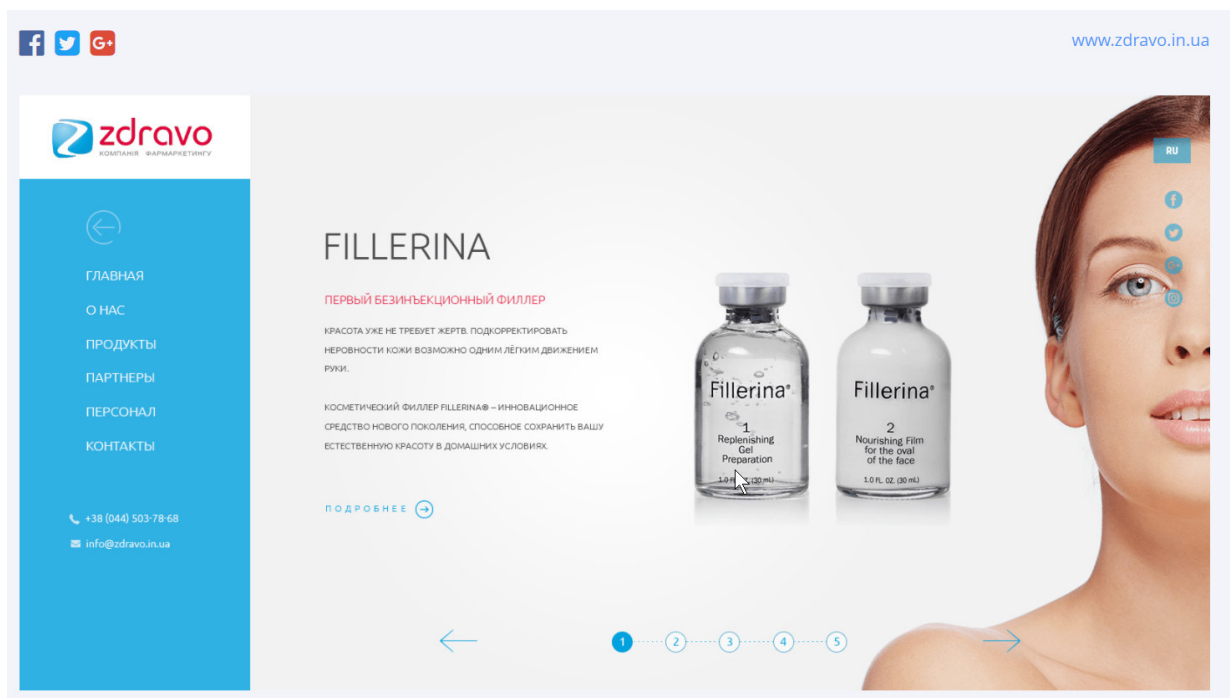 www.zdravo.in.ua
zdravo
КОМПАНІЯ ФАРМАРКЕТИНГУ
ГЛАВНАЯ
О НАС
ПРОДУКТЫ
ПАРТНЕРЫ
ПЕРСОНАЛ
КОНТАКТЫ
+38 (044) 503-78-68
info@zdravo.in.ua
FILLERINA
ПЕРВЫЙ БЕЗИНЪЕКЦИОННЫЙ ФИЛЛЕР
КРАСОТА УЖЕ НЕ ТРЕБУЕТ ЖЕРТВ. ПОДКОРРЕКТИРОВАТЬ
НЕРОВНОСТИ КОЖИ ВОЗМОЖНО ОДНИМ ЛЁГКИМ ДВИЖЕНИЕМ
РУКИ.
КОСМЕТИЧЕСКИЙ ФИЛЛЕР FILLERINA® – ИННОВАЦИОННОЕ
СРЕДСТВО НОВОГО ПОКОЛЕНИЯ, СПОСОБНОЕ СОХРАНИТЬ ВАШУ
ЕСТЕСТВЕННУЮ КРАСОТУ В ДОМАШНИХ УСЛОВИЯХ.
ПОДРОБНЕЕ
Fillerina®
1
Replenishing
Gel
Preparation
1.0 (30 mL)
Fillerina®
2
Nourishing Film
for the oval
of the face
1.0 FL. OZ. (30 mL)
RU
1 2 3 4 5